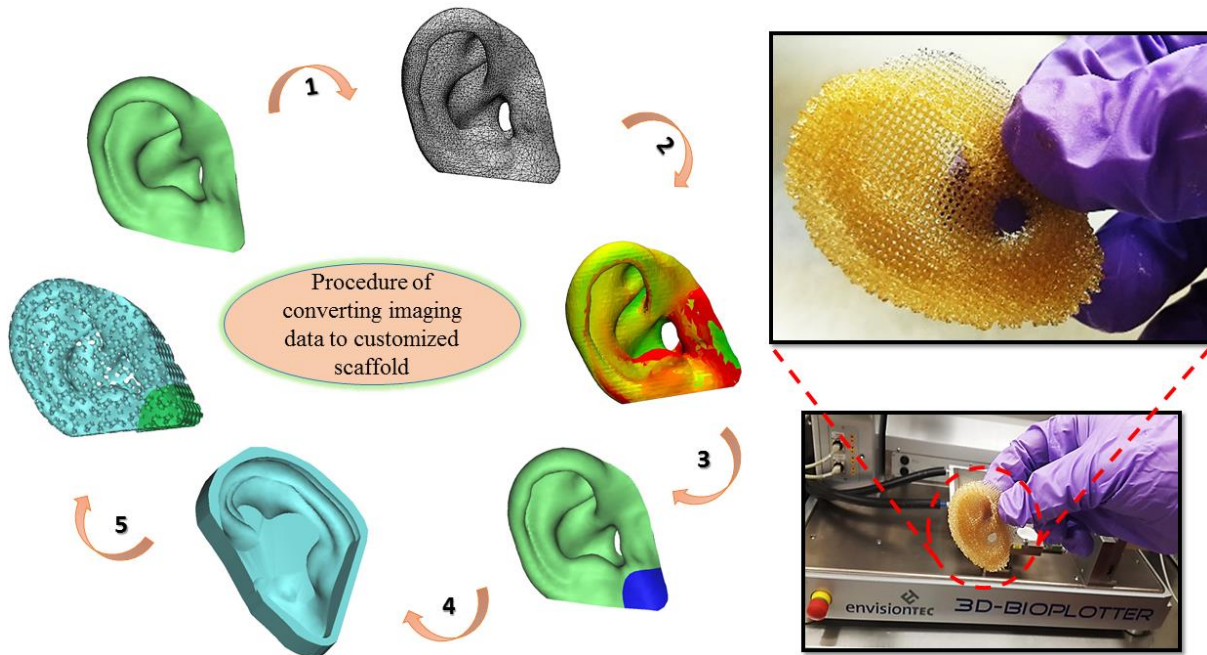 1
2
3
4
5
Procedure of
converting imaging
data to customized
scaffold
envisionTEC
3D-BIOPLOTTER